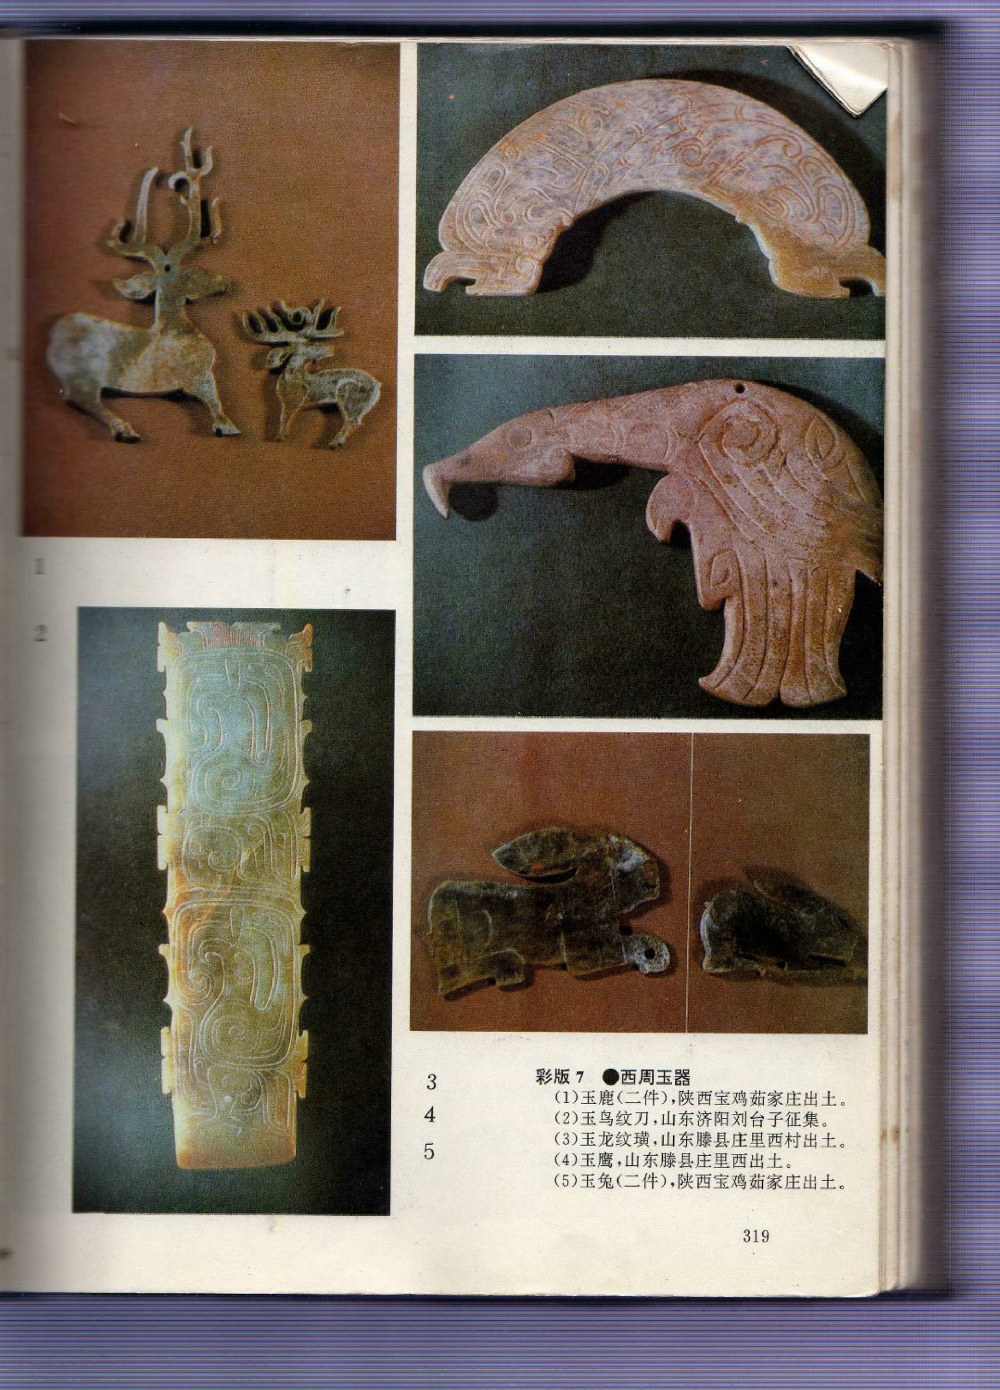 1
2
3
4
5
彩版7 ●西周玉器
(1)玉鹿(二件),陕西宝鸡茹家庄出土。
(2)玉鸟纹刀,山东济阳刘台子征集。
(3)玉龙纹璜,山东滕县庄里西村出土。
(4)玉鹰,山东滕县庄里西出土。
(5)玉兔(二件),陕西宝鸡茹家庄出土。
319